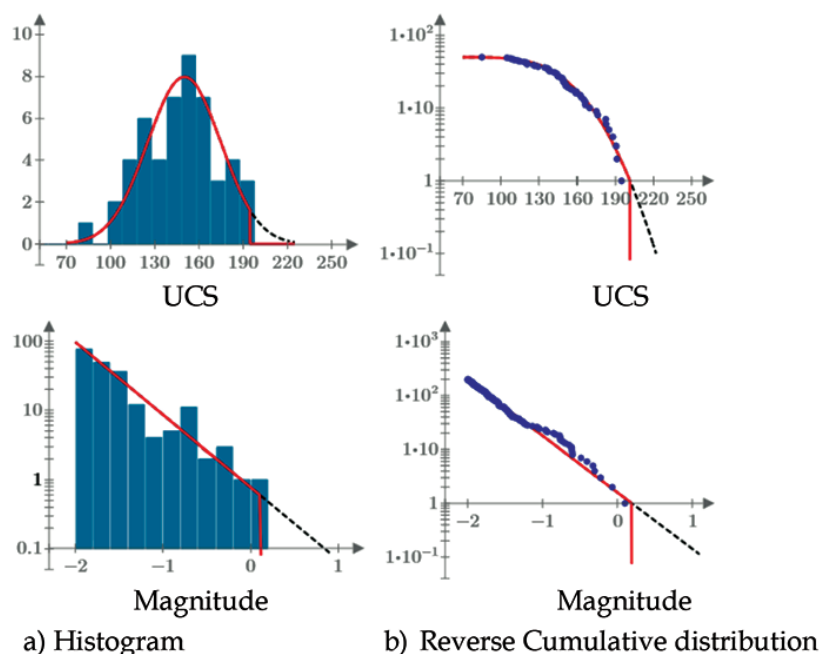 10
8
6
4
2
0
70 100 130 160 190 220 250
UCS
1•10²
1•10
1
1•10⁻¹
70 100 130 160 190 220 250
UCS
100
10
1
0.1
−2 −1 0 1
Magnitude
1•10³
1•10²
1•10
1
1•10⁻¹
−2 −1 0 1
Magnitude
a) Histogram
b) Reverse Cumulative distribution